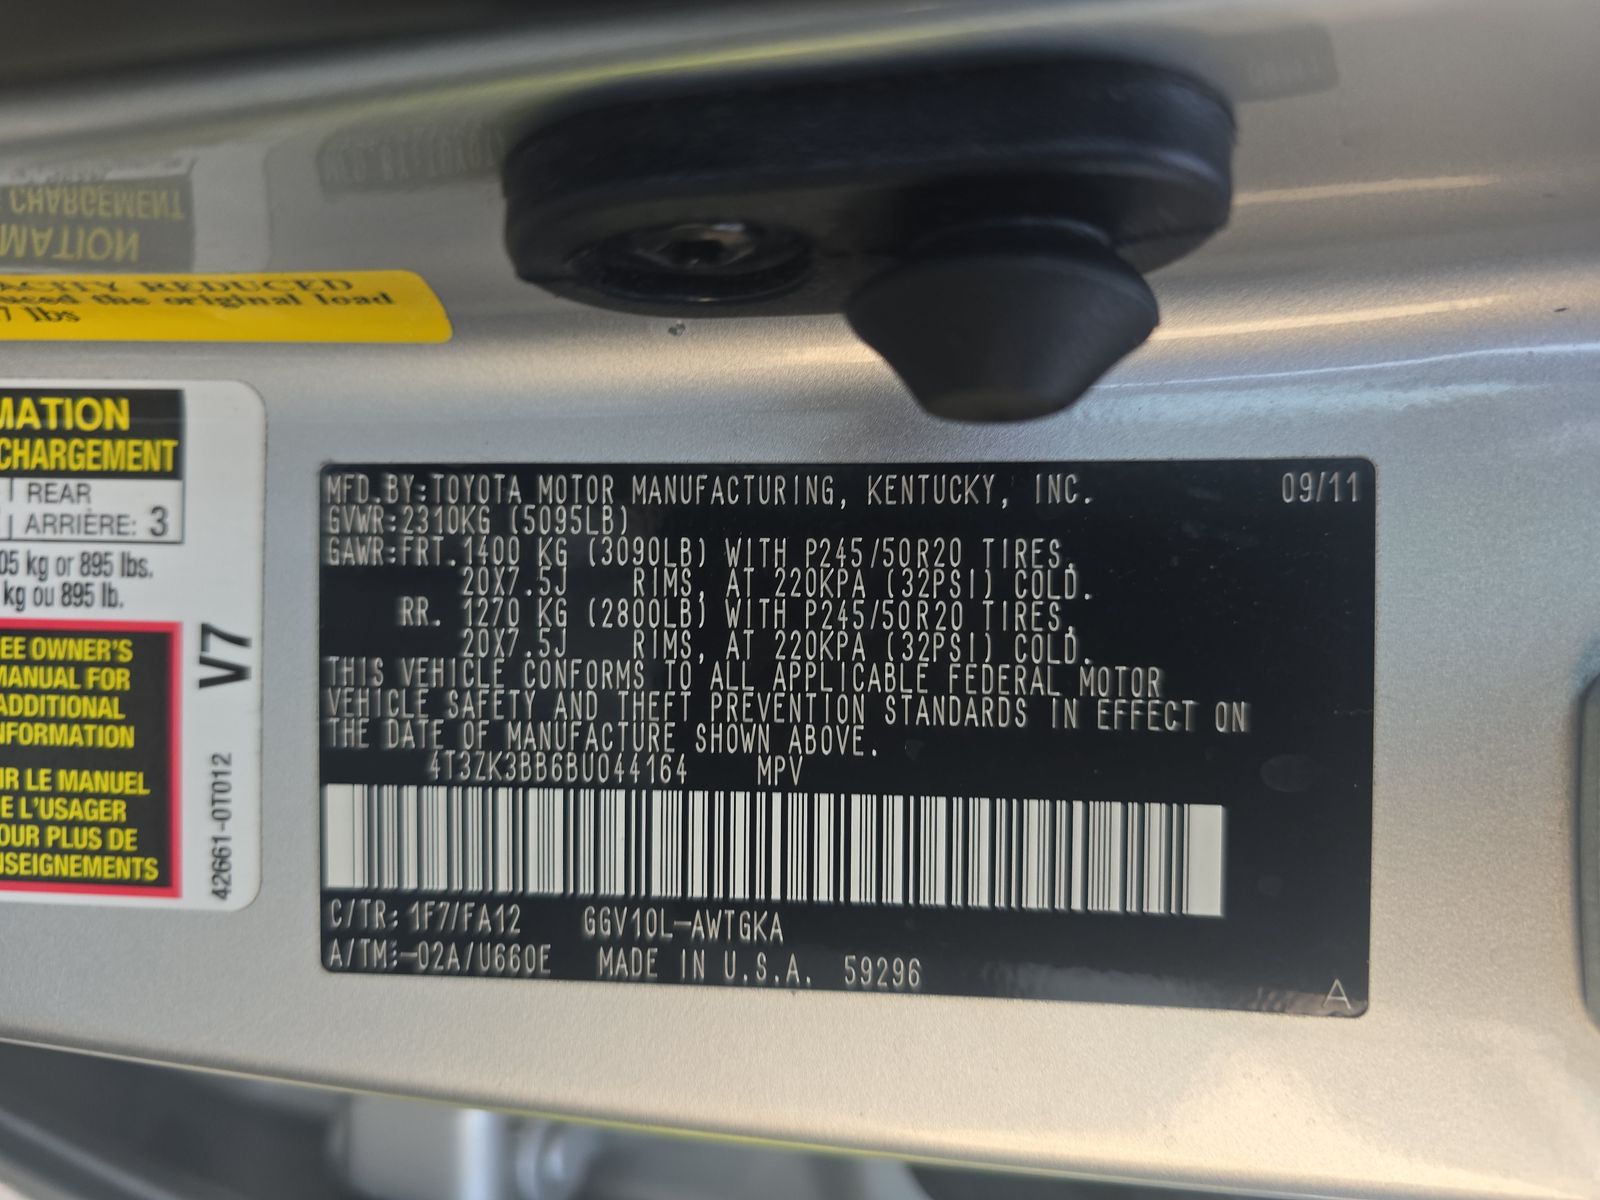 ACITY REDUCED
uced the original load
7 lbs
MATION
CHARGEMENT
REAR
ARRIÈRE: 3
05 kg or 895 lbs.
kg ou 895 lb.
EE OWNER'S
MANUAL FOR
ADDITIONAL
NFORMATION
IR LE MANUEL
E L'USAGER
OUR PLUS DE
NSEIGNEMENTS
V7
42661-0T012
MFD.BY:TOYOTA MOTOR MANUFACTURING, KENTUCKY, INC. 09/11
GVWR:2310KG (5095LB)
GAWR:FRT.1400 KG (3090LB) WITH P245/50R20 TIRES,
20X7.5J RIMS, AT 220KPA (32PSI) COLD.
RR. 1270 KG (2800LB) WITH P245/50R20 TIRES,
20X7.5J RIMS, AT 220KPA (32PSI) COLD.
THIS VEHICLE CONFORMS TO ALL APPLICABLE FEDERAL MOTOR
VEHICLE SAFETY AND THEFT PREVENTION STANDARDS IN EFFECT ON
THE DATE OF MANUFACTURE SHOWN ABOVE.
4T3ZK3BB6BU044164 MPV
C/TR: 1F7/FA12 GGV10L-AWTGKA
A/TM:-02A/U660E MADE IN U.S.A. 59296
A